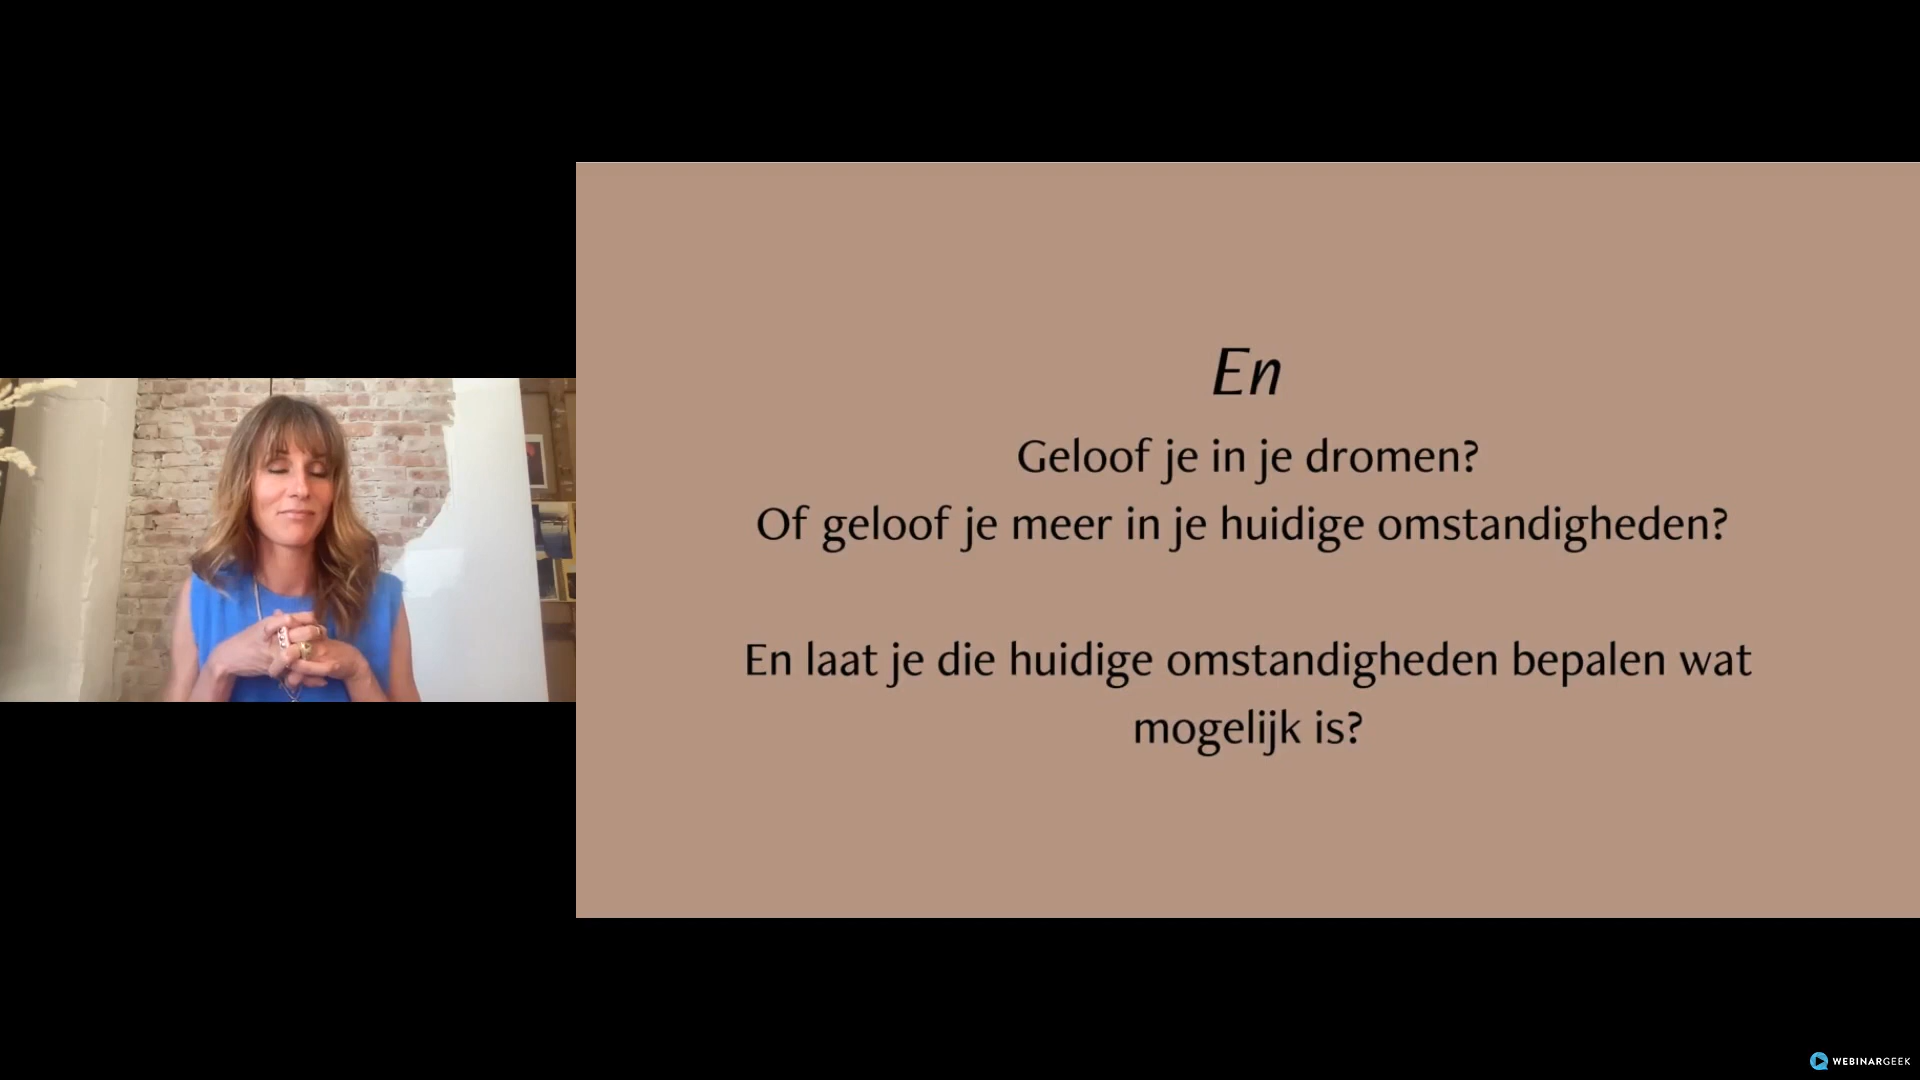 En
Geloof je in je dromen?
Of geloof je meer in je huidige omstandigheden?
En laat je die huidige omstandigheden bepalen wat
mogelijk is?
WEBINARGEEK